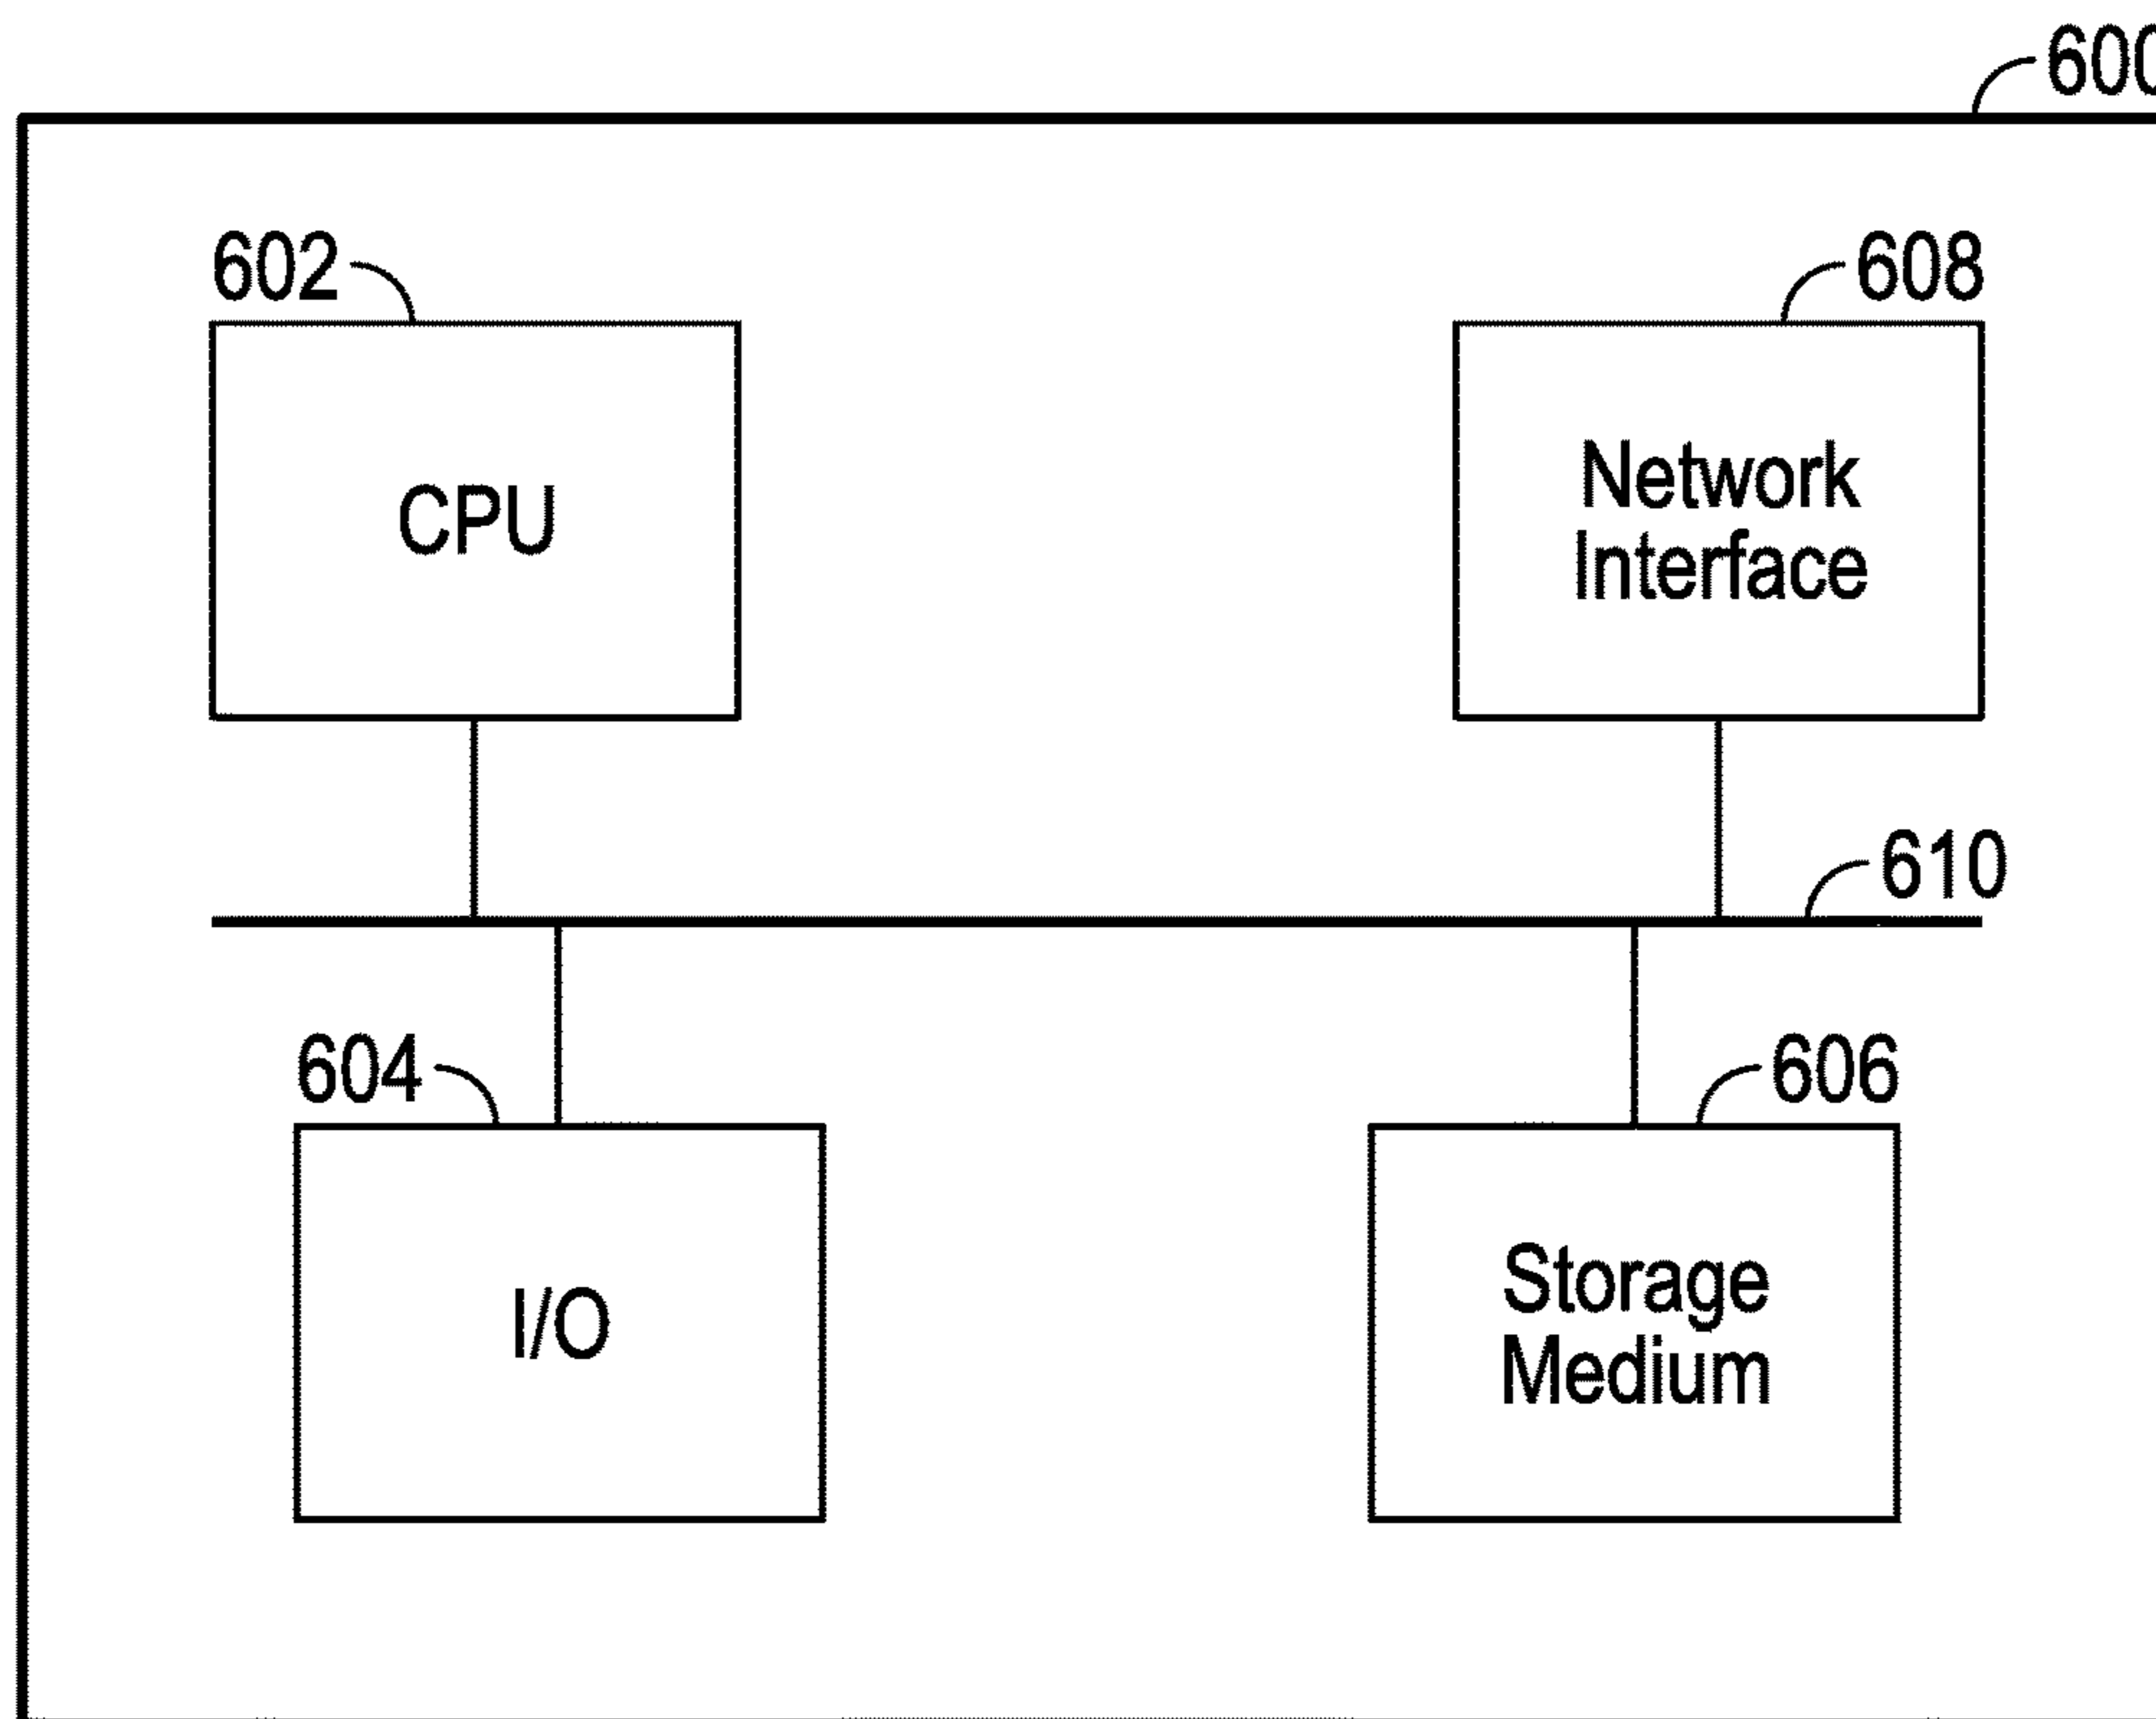 600
602
608
CPU
Network
Interface
610
604
606
I/O
Storage
Medium